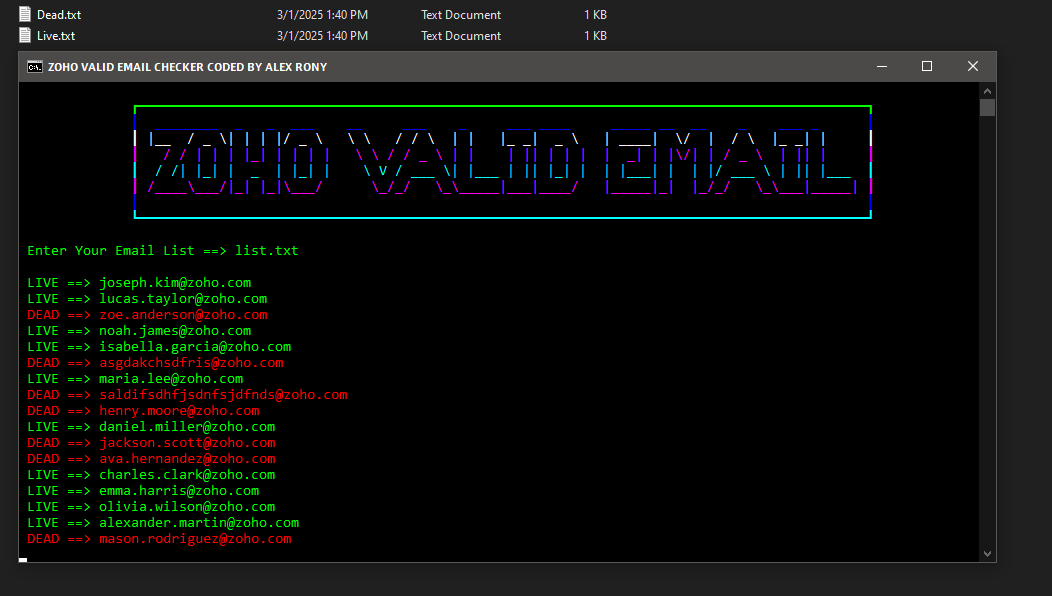 Dead.txt 3/1/2025 1:40 PM Text Document 1 KB
Live.txt 3/1/2025 1:40 PM Text Document 1 KB
ZOHO VALID EMAIL CHECKER CODED BY ALEX RONY
ZOHO VALID EMAIL
Enter Your Email List ==> list.txt
LIVE ==> joseph.kim@zoho.com
LIVE ==> lucas.taylor@zoho.com
DEAD ==> zoe.anderson@zoho.com
LIVE ==> noah.james@zoho.com
LIVE ==> isabella.garcia@zoho.com
DEAD ==> asgdakchsdfris@zoho.com
LIVE ==> maria.lee@zoho.com
DEAD ==> saldifsdhfjsdnfsjdfnds@zoho.com
DEAD ==> henry.moore@zoho.com
LIVE ==> daniel.miller@zoho.com
DEAD ==> jackson.scott@zoho.com
DEAD ==> ava.hernandez@zoho.com
LIVE ==> charles.clark@zoho.com
LIVE ==> emma.harris@zoho.com
LIVE ==> olivia.wilson@zoho.com
LIVE ==> alexander.martin@zoho.com
DEAD ==> mason.rodriguez@zoho.com